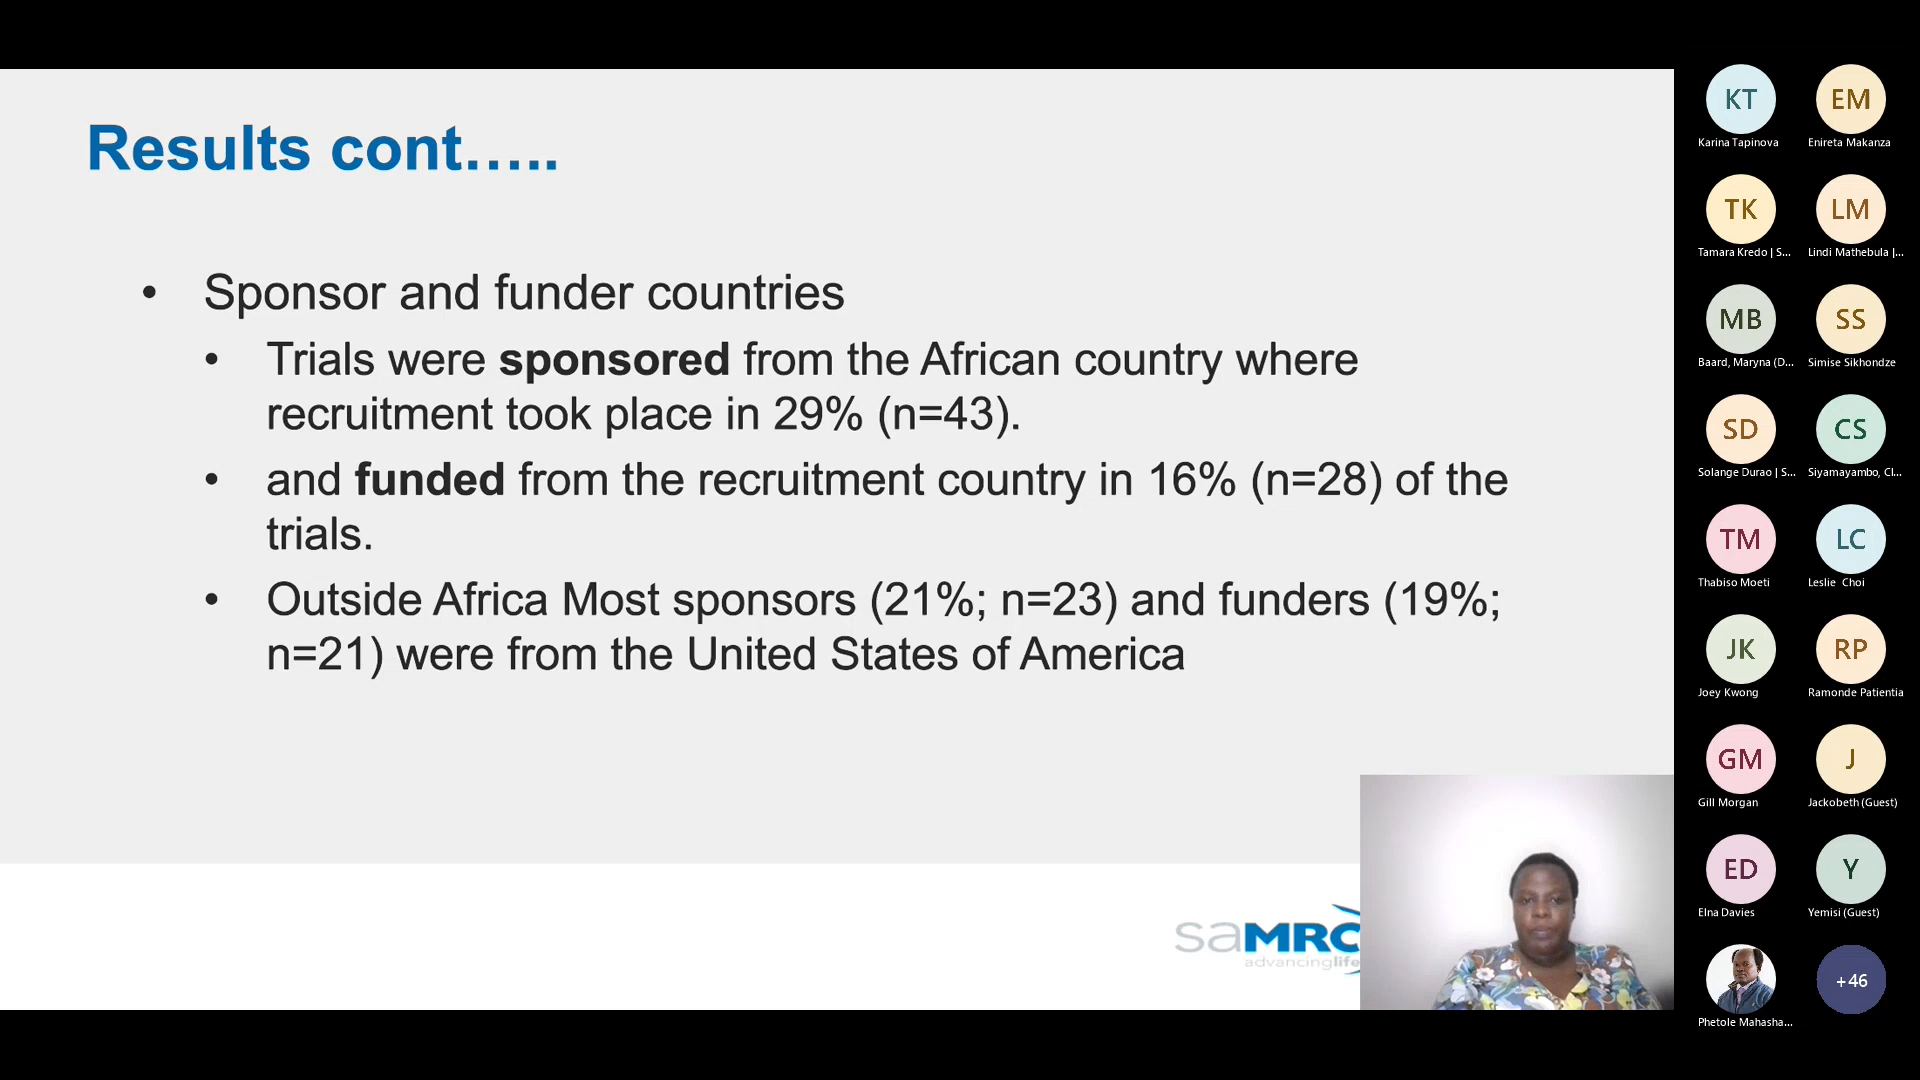 Results cont…..
• Sponsor and funder countries
• Trials were sponsored from the African country where
recruitment took place in 29% (n=43).
• and funded from the recruitment country in 16% (n=28) of the
trials.
• Outside Africa Most sponsors (21%; n=23) and funders (19%;
n=21) were from the United States of America
saMRC
advancinglife
KT
EM
Karina Tapinova
Enireta Makanza
TK
LM
Tamara Kredo | S...
Lindi Mathebula |...
MB
SS
Baard, Maryna (D...
Simise Sikhondze
SD
CS
Solange Durao | S...
Siyamayambo, Cl...
TM
LC
Thabiso Moeti
Leslie Choi
JK
RP
Joey Kwong
Ramonde Patientia
GM
J
Gill Morgan
Jackobeth (Guest)
ED
Y
Elna Davies
Yemisi (Guest)
+46
Phetole Mahasha...